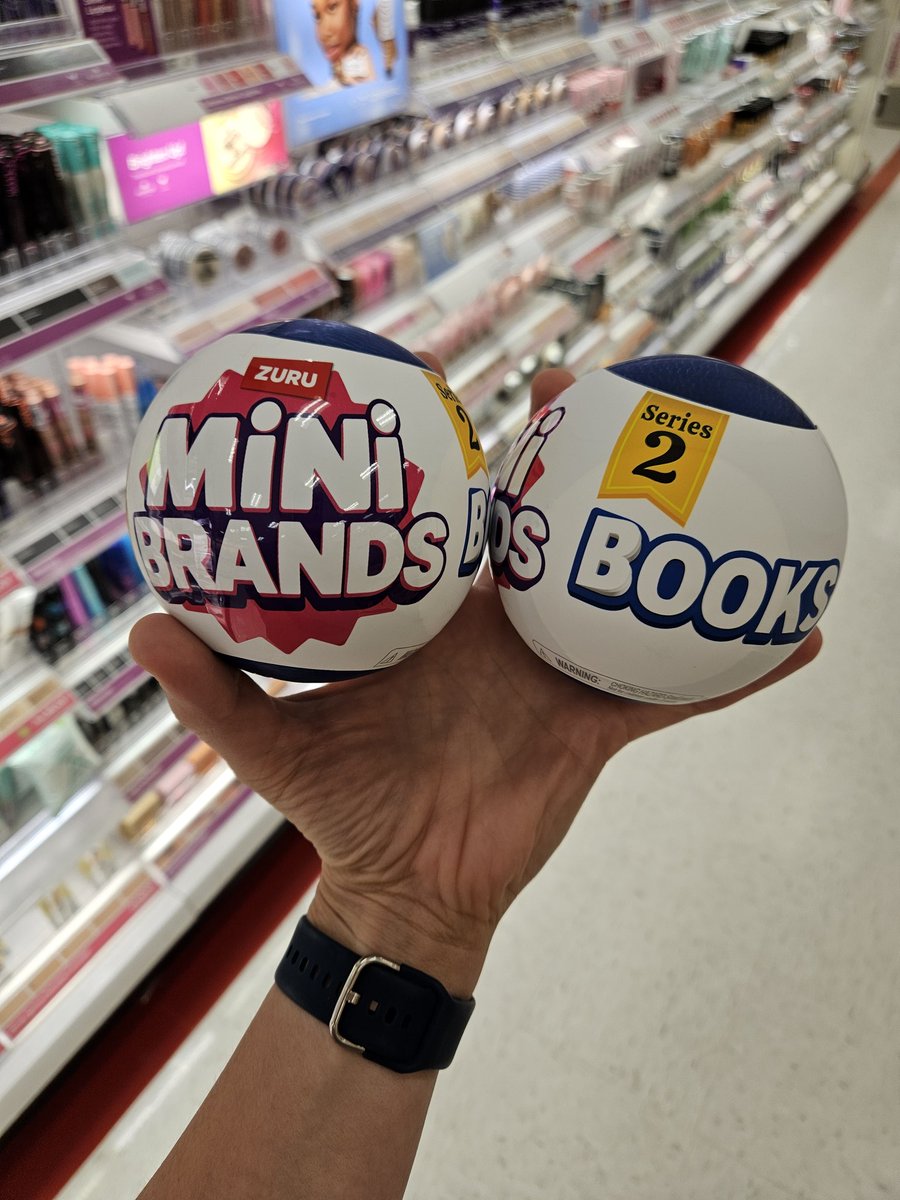 ZURU
MiNi
BRANDS
Series
2
BOOKS
WARNING: